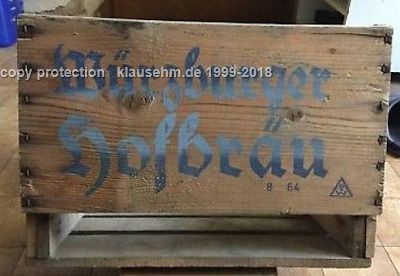 copy protection klausehm.de 1999-2018
Würzburger
Hofbräu
8 64